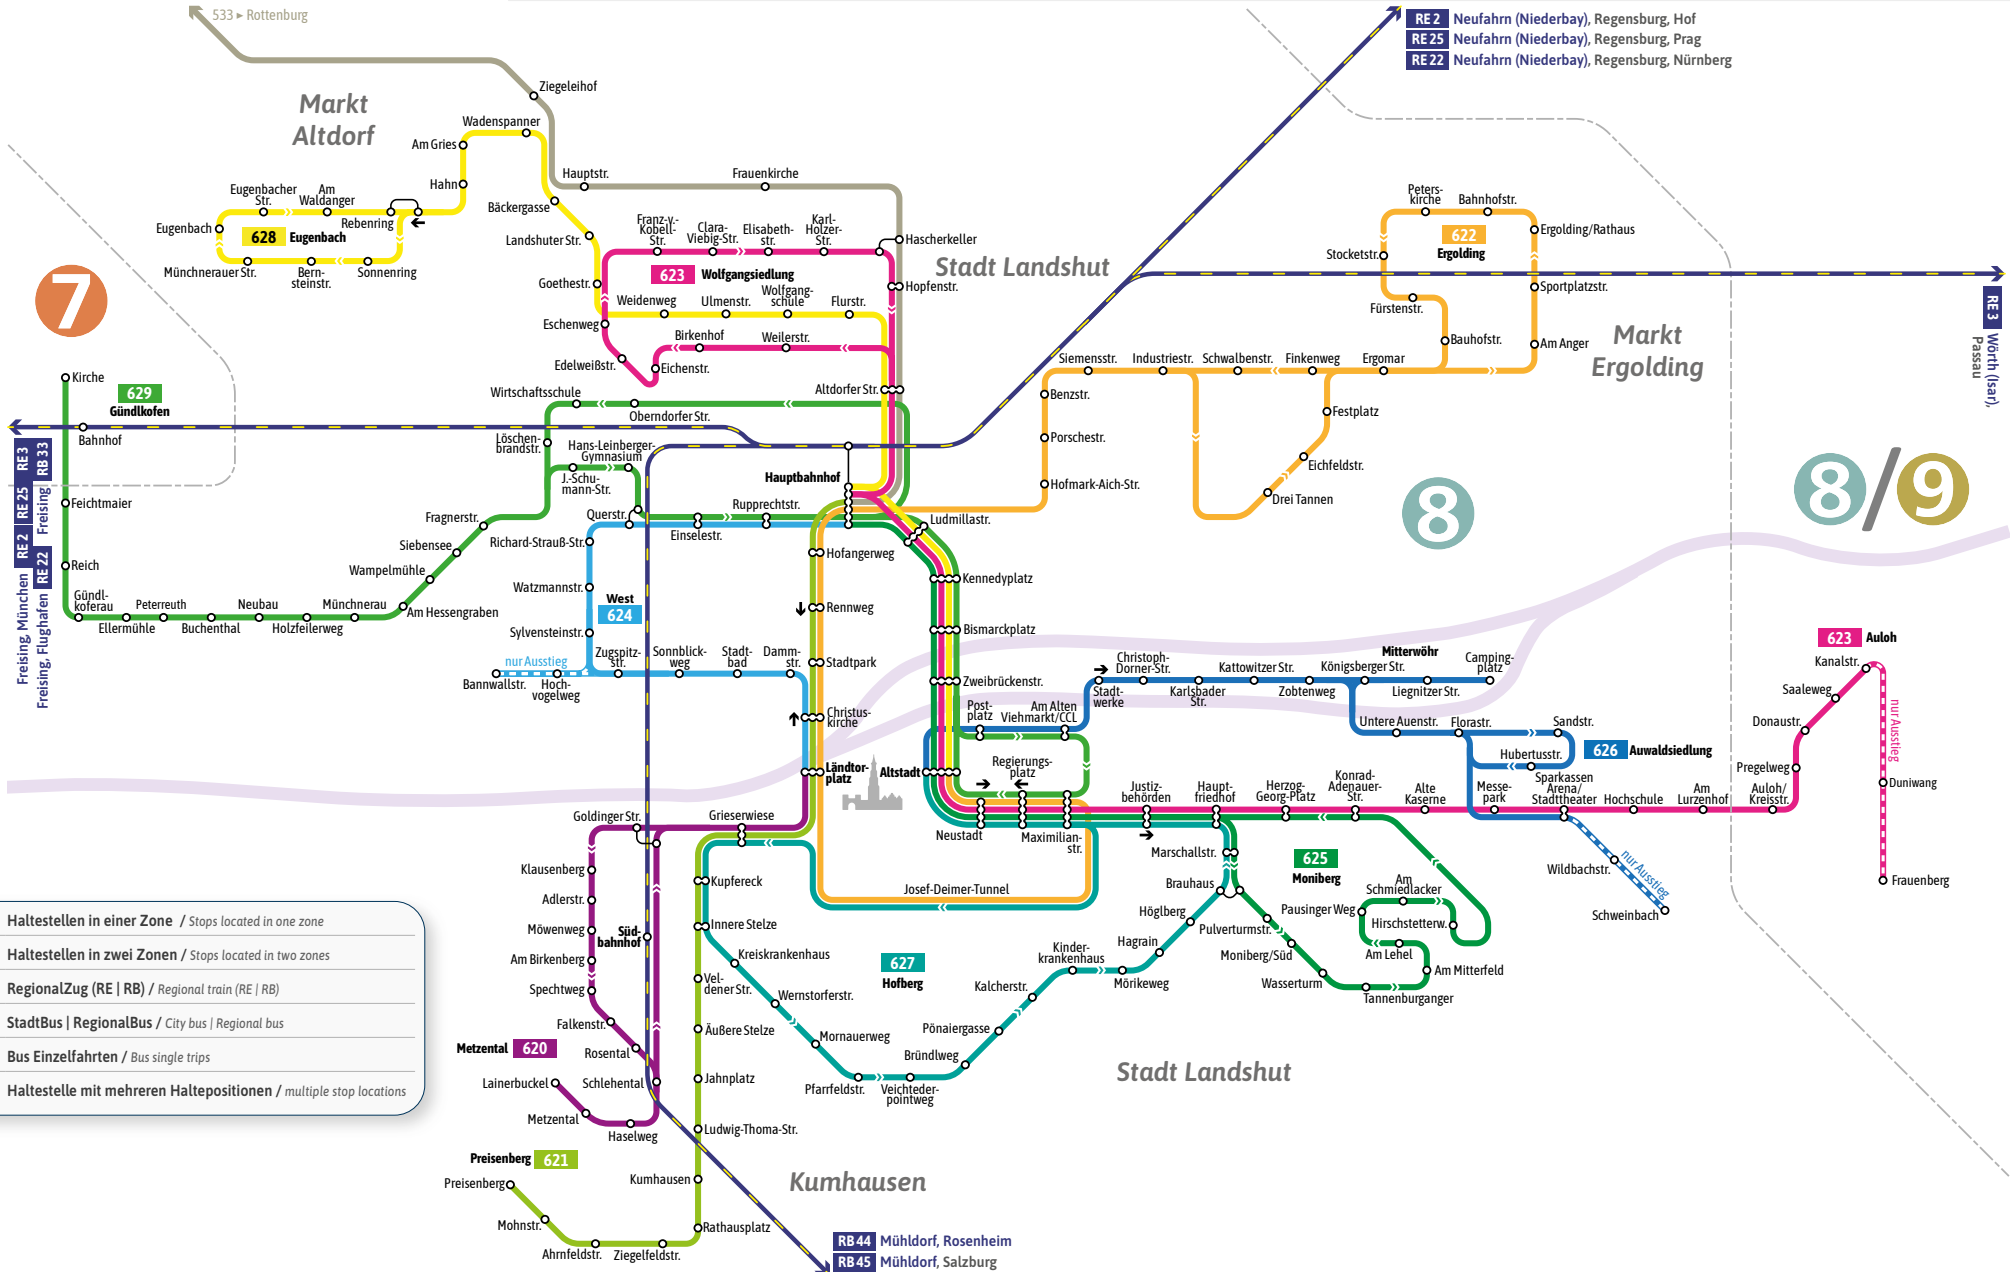 533 ▸ Rottenburg
RE 2 Neufahrn (Niederbay), Regensburg, Hof
RE 25 Neufahrn (Niederbay), Regensburg, Prag
RE 22 Neufahrn (Niederbay), Regensburg, Nürnberg
Markt
Altdorf
Ziegeleihof
Wadenspanner
Am Gries
Hahn
Hauptstr.
Frauenkirche
Bäckergasse
Eugenbacher
Str.
Am
Waldanger
Rebenring
Eugenbach
628 Eugenbach
Münchnerauer Str.
Bern-
steinstr.
Sonnenring
Landshuter Str.
Goethestr.
Eschenweg
Edelweißstr.
Franz-v.-
Kobell-
Str.
Clara-
Viebig-Str.
Elisabeth-
str.
Karl-
Holzer-
Str.
Hascherkeller
623 Wolfgangsiedlung
Hopfenstr.
Weidenweg
Ulmenstr.
Wolfgang-
schule
Flurstr.
Birkenhof
Weilerstr.
Eichenstr.
Altdorfer Str.
Stadt Landshut
Peters-
kirche
Bahnhofstr.
622
Ergolding
Ergolding/Rathaus
Stocketstr.
Sportplatzstr.
Fürstenstr.
Bauhofstr.
Am Anger
Markt
Ergolding
RE 3 Wörth (Isar),
Passau
Siemensstr.
Industriestr.
Schwalbenstr.
Finkenweg
Ergomar
Benzstr.
Porschestr.
Hofmark-Aich-Str.
Festplatz
Eichfeldstr.
Drei Tannen
7
8
8/9
Kirche
629
Gündlkofen
Bahnhof
RE 3
RB 33 Freising
RE 2 RE 25 Freising, München
RE 22 Freising, Flughafen
Feichtmaier
Reich
Gündl-
koferau
Ellermühle
Peterreuth
Buchenthal
Neubau
Holzfeilerweg
Münchnerau
Am Hessengraben
Wampelmühle
Siebensee
Fragnerstr.
Wirtschaftsschule
Oberndorfer Str.
Löschen-
brandstr.
Hans-Leinberger-
Gymnasium
J.-Schu-
mann-Str.
Querstr.
Einselestr.
Rupprechtstr.
Hauptbahnhof
Ludmillastr.
Richard-Strauß-Str.
Watzmannstr.
West
624
Sylvensteinstr.
nur Ausstieg
Bannwallstr.
Hoch-
vogelweg
Zugspitz-
str.
Sonnblick-
weg
Stadt-
bad
Damm-
str.
Hofangerweg
Rennweg
Stadtpark
Christus-
kirche
Ländtor-
platz
Kennedyplatz
Bismarckplatz
Zweibrückenstr.
Altstadt
Post-
platz
Am Alten
Viehmarkt/CCL
Regierungs-
platz
Neustadt
Maximilian-
str.
Stadt-
werke
Christoph-
Dorner-Str.
Karlsbader
Str.
Kattowitzer Str.
Zobtenweg
Königsberger Str.
Mitterwöhr
Liegnitzer Str.
Camping-
platz
Untere Auenstr.
Florastr.
Sandstr.
Hubertusstr.
626 Auwaldsiedlung
Justiz-
behörden
Haupt-
friedhof
Herzog-
Georg-Platz
Konrad-
Adenauer-
Str.
Alte
Kaserne
Messe-
park
Sparkassen
Arena/
Stadttheater
Hochschule
Am
Lurzenhof
Auloh/
Kreisstr.
Pregelweg
Donaustr.
Saaleweg
Kanalstr.
623 Auloh
nur Ausstieg
Duniwang
Frauenberg
Wildbachstr.
nur Ausstieg
Schweinbach
Goldinger Str.
Grieserwiese
Klausenberg
Adlerstr.
Möwenweg
Am Birkenberg
Spechtweg
Falkenstr.
Rosental
Süd-
bahnhof
Metzental 620
Lainerbuckel
Schlehental
Metzental
Haselweg
Kupfereck
Innere Stelze
Vel-
dener Str.
Äußere Stelze
Jahnplatz
Ludwig-Thoma-Str.
Kumhausen
Rathausplatz
Preisenberg 621
Preisenberg
Mohnstr.
Ahrnfeldstr.
Ziegelfeldstr.
Kumhausen
RB 44 Mühldorf, Rosenheim
RB 45 Mühldorf, Salzburg
Josef-Deimer-Tunnel
Kreiskrankenhaus
Wernstorferstr.
Mornauerweg
Pfarrfeldstr.
Veichteder-
pointweg
Bründlweg
Pönaiergasse
Kalcherstr.
Kinder-
krankenhaus
Mörikeweg
Hagrain
Höglberg
Brauhaus
Marschallstr.
627
Hofberg
625
Moniberg
Pulverturmstr.
Moniberg/Süd
Wasserturm
Tannenburganger
Am Mitterfeld
Am Lehel
Pausinger Weg
Am
Schmiedlacker
Hirschstetterw.
Stadt Landshut
Haltestellen in einer Zone / Stops located in one zone
Haltestellen in zwei Zonen / Stops located in two zones
RegionalZug (RE | RB) / Regional train (RE | RB)
StadtBus | RegionalBus / City bus | Regional bus
Bus Einzelfahrten / Bus single trips
Haltestelle mit mehreren Haltepositionen / multiple stop locations